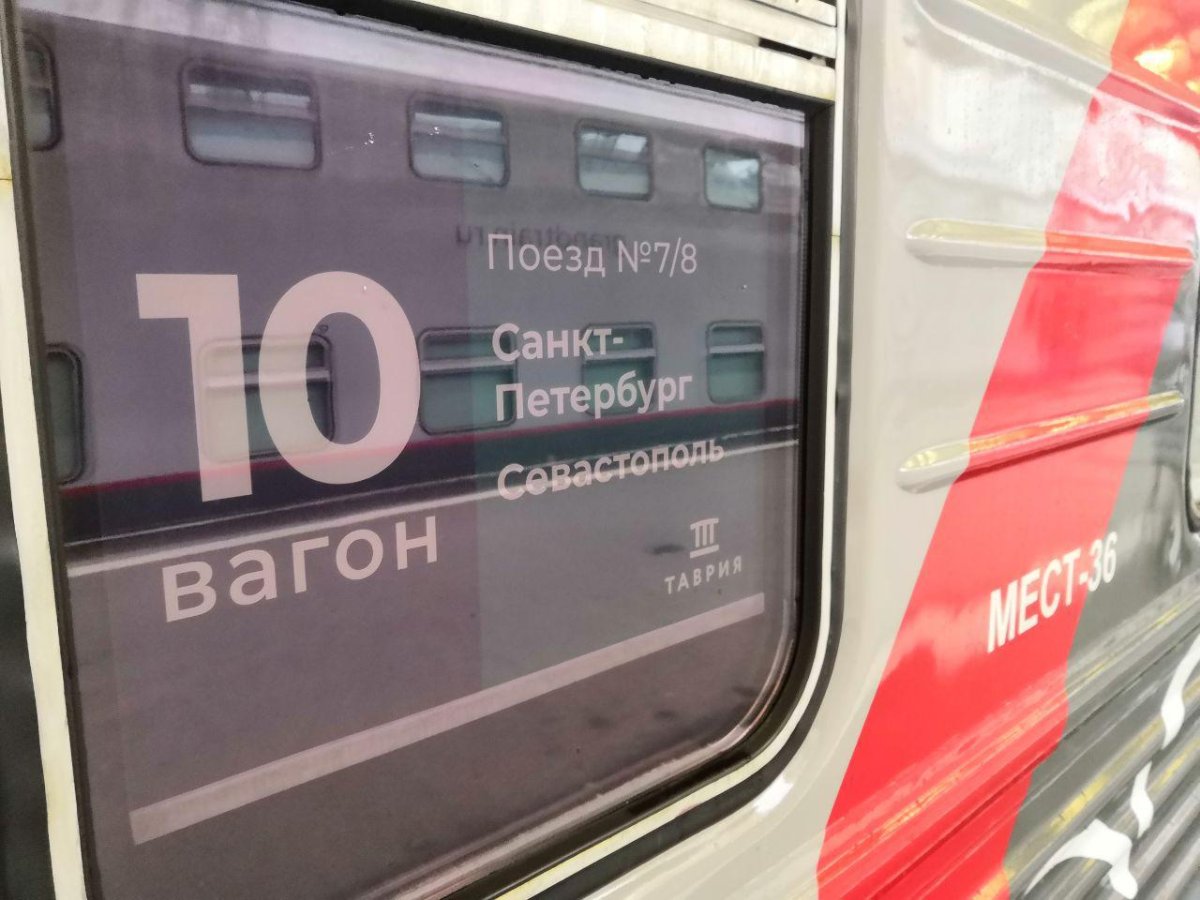 10
вагон
Поезд №7/8
Санкт-
Петербург
Севастополь
ТАВРИЯ
МЕСТ-36